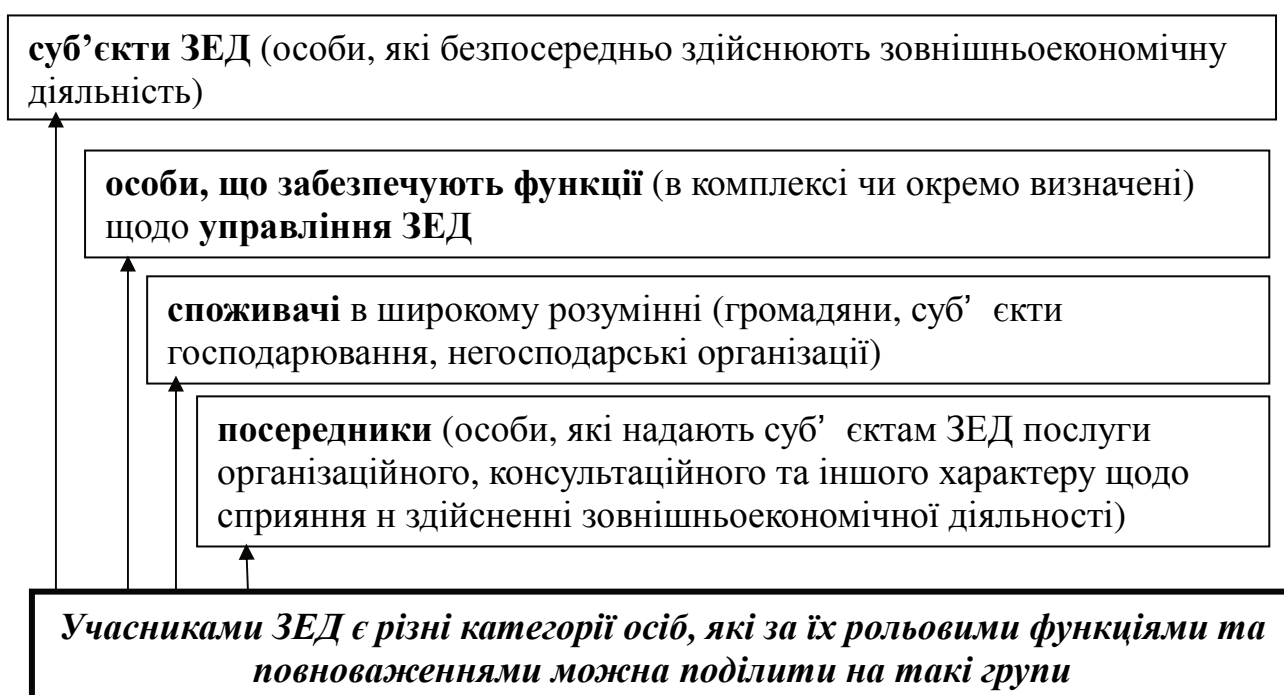 суб’єкти ЗЕД (особи, які безпосередньо здійснюють зовнішньоекономічну
діяльність)
особи, що забезпечують функції (в комплексі чи окремо визначені)
щодо управління ЗЕД
споживачі в широкому розумінні (громадяни, суб’ єкти
господарювання, негосподарські організації)
посередники (особи, які надають суб’ єктам ЗЕД послуги
організаційного, консультаційного та іншого характеру щодо
сприяння н здійсненні зовнішньоекономічної діяльності)
Учасниками ЗЕД є різні категорії осіб, які за їх рольовими функціями та
повноваженнями можна поділити на такі групи